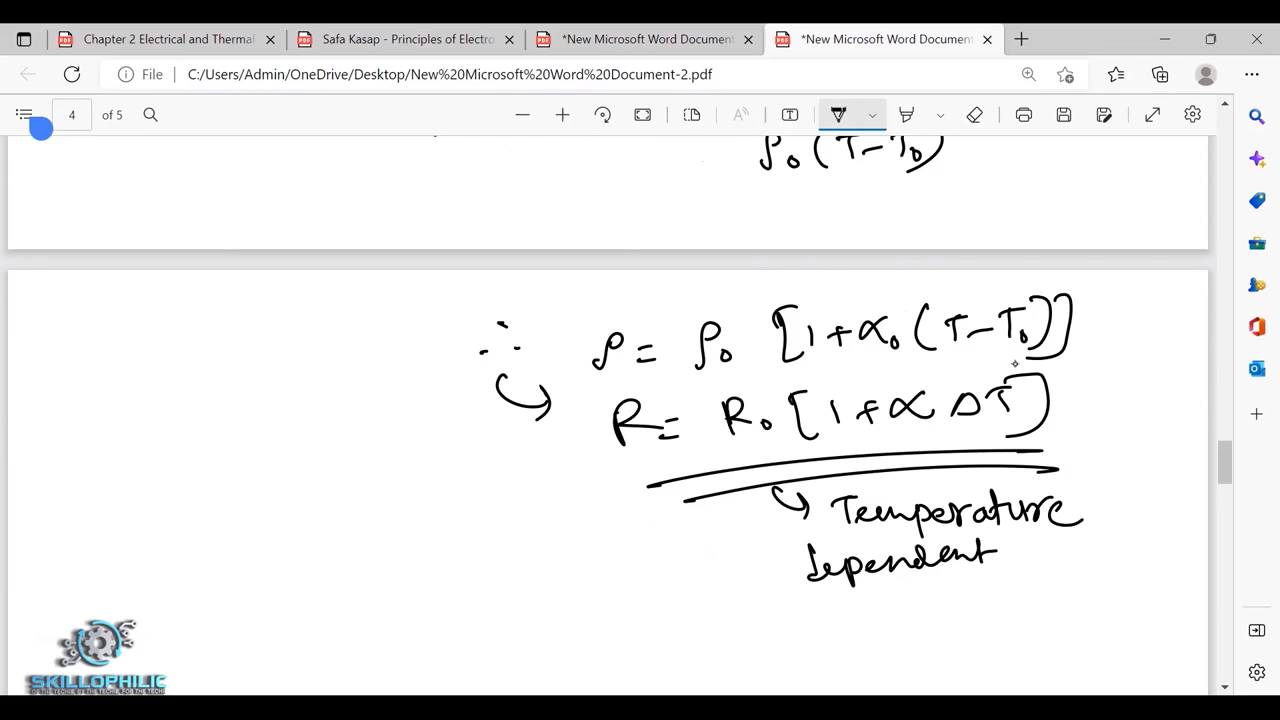 Chapter 2 Electrical and Thermal
Safa Kasap - Principles of Electro
*New Microsoft Word Document
*New Microsoft Word Document
File C:/Users/Admin/OneDrive/Desktop/New%20Microsoft%20Word%20Document-2.pdf
4 of 5
ρ₀ (T-T₀)
∴ ρ = ρ₀ [1+α₀ (T-T₀)]
R = R₀ [1+α ΔT]
Temperature
dependent
SKILLOPHILIC